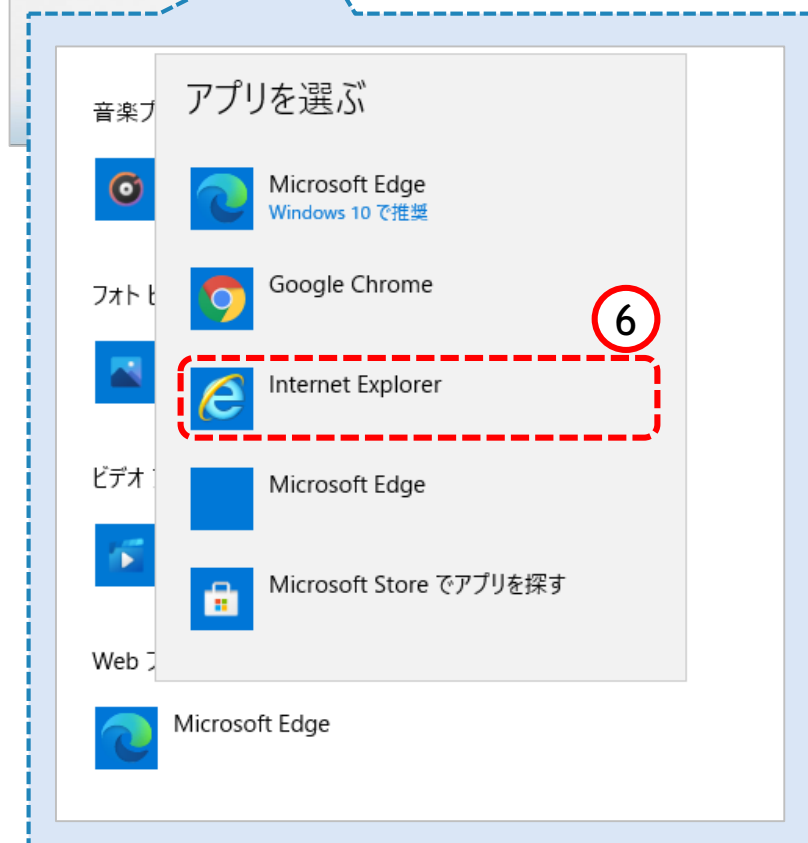 音楽プ
アプリを選ぶ
Microsoft Edge
Windows 10 で推奨
Google Chrome
フォト ビ
6
Internet Explorer
ビデオ
Microsoft Edge
Microsoft Store でアプリを探す
Web ブ
Microsoft Edge